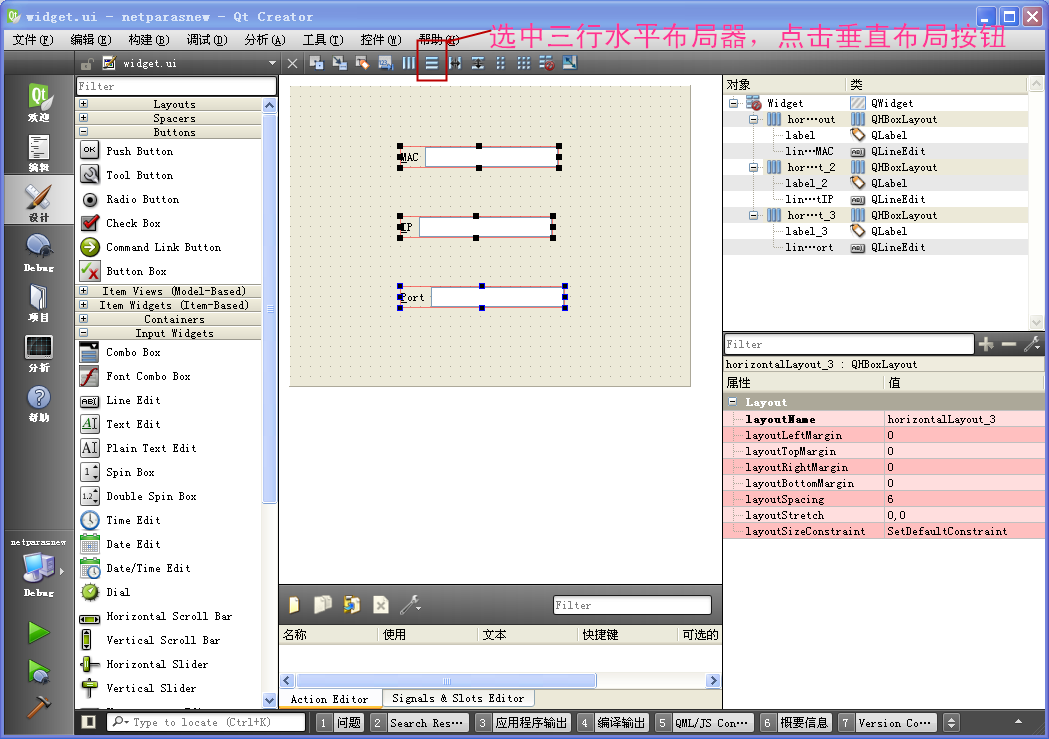 widget.ui - netparasnew - Qt Creator
文件(F) 编辑(E) 构建(B) 调试(D) 分析(A) 工具(T) 控件(W) 帮助(H)
选中三行水平布局器，点击垂直布局按钮
widget.ui
欢迎
编辑
设计
Debug
项目
分析
帮助
netparasnew
Debug
Filter
Layouts
Spacers
Buttons
OK Push Button
Tool Button
Radio Button
Check Box
Command Link Button
Button Box
Item Views (Model-Based)
Item Widgets (Item-Based)
Containers
Input Widgets
Combo Box
Font Combo Box
ABI Line Edit
AI Text Edit
AI Plain Text Edit
1 Spin Box
1.2 Double Spin Box
Time Edit
Date Edit
Date/Time Edit
Dial
Horizontal Scroll Bar
Vertical Scroll Bar
Horizontal Slider
Vertical Slider
MAC
IP
Port
Filter
名称 使用 文本 快捷键 可选的
Action Editor Signals & Slots Editor
对象 类
Widget QWidget
hor…out QHBoxLayout
label QLabel
lin…MAC QLineEdit
hor…t_2 QHBoxLayout
label_2 QLabel
lin…tIP QLineEdit
hor…t_3 QHBoxLayout
label_3 QLabel
lin…ort QLineEdit
Filter
horizontalLayout_3 : QHBoxLayout
属性 值
Layout
layoutName horizontalLayout_3
layoutLeftMargin 0
layoutTopMargin 0
layoutRightMargin 0
layoutBottomMargin 0
layoutSpacing 6
layoutStretch 0,0
layoutSizeConstraint SetDefaultConstraint
Type to locate (Ctrl+K) 1 问题 2 Search Res… 3 应用程序输出 4 编译输出 5 QML/JS Con… 6 概要信息 7 Version Co…